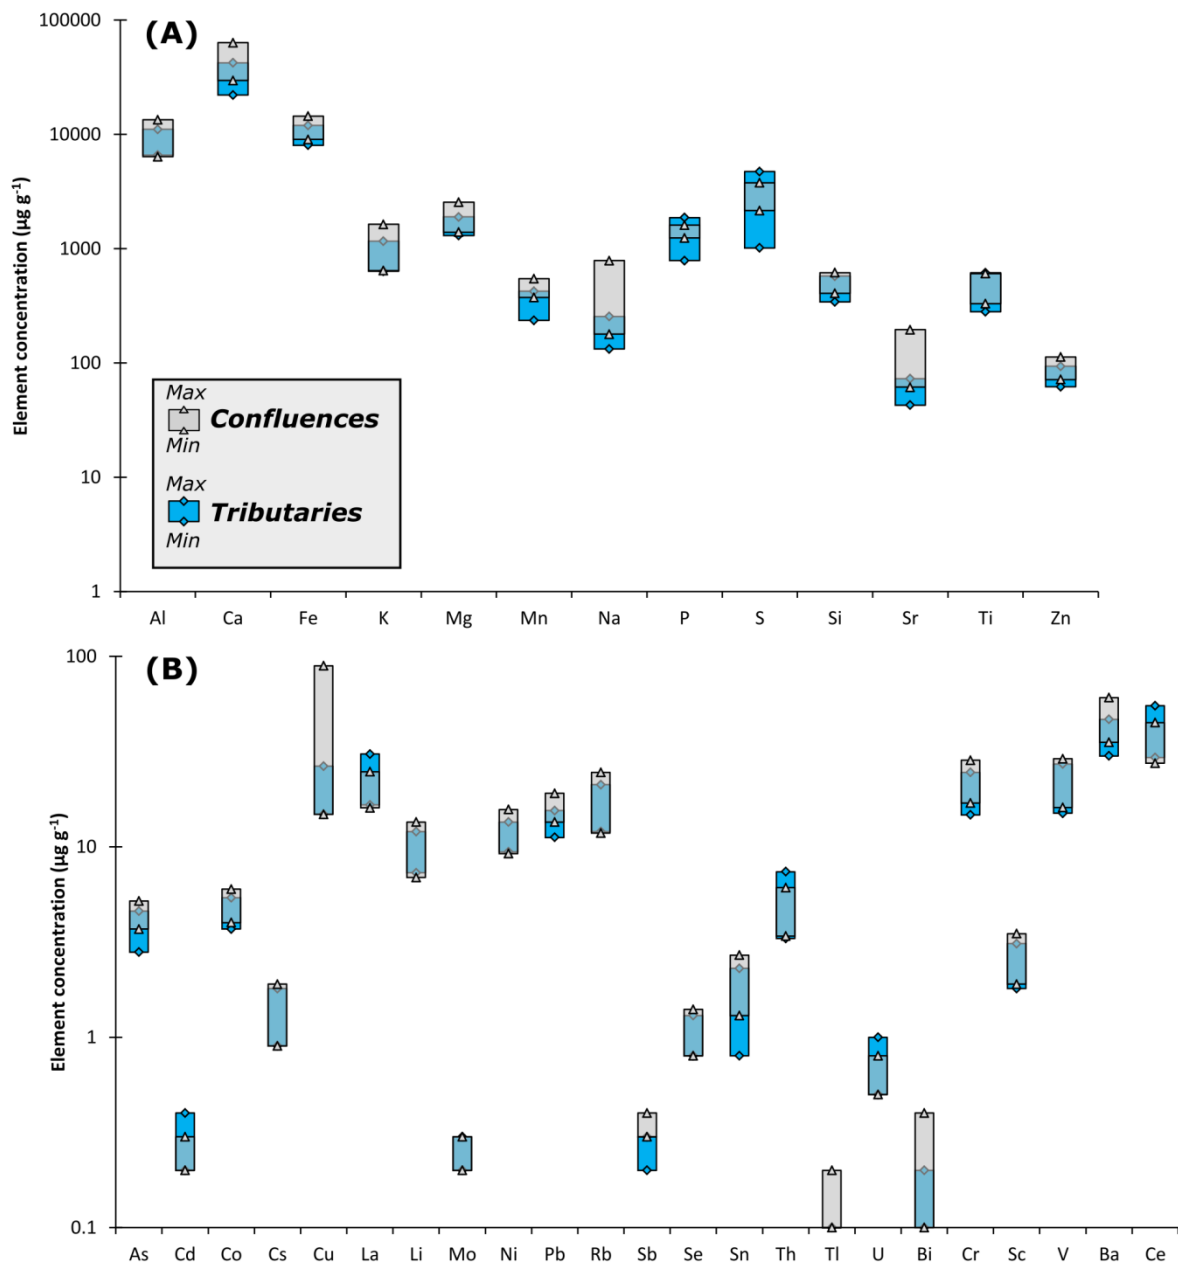 (A)
100000
10000
1000
100
10
1
Element concentration (µg g-1)
Max
Confluences
Min
Max
Tributaries
Min
Al Ca Fe K Mg Mn Na P S Si Sr Ti Zn
(B)
100
10
1
0.1
Element concentration (µg g-1)
As Cd Co Cs Cu La Li Mo Ni Pb Rb Sb Se Sn Th Tl U Bi Cr Sc V Ba Ce